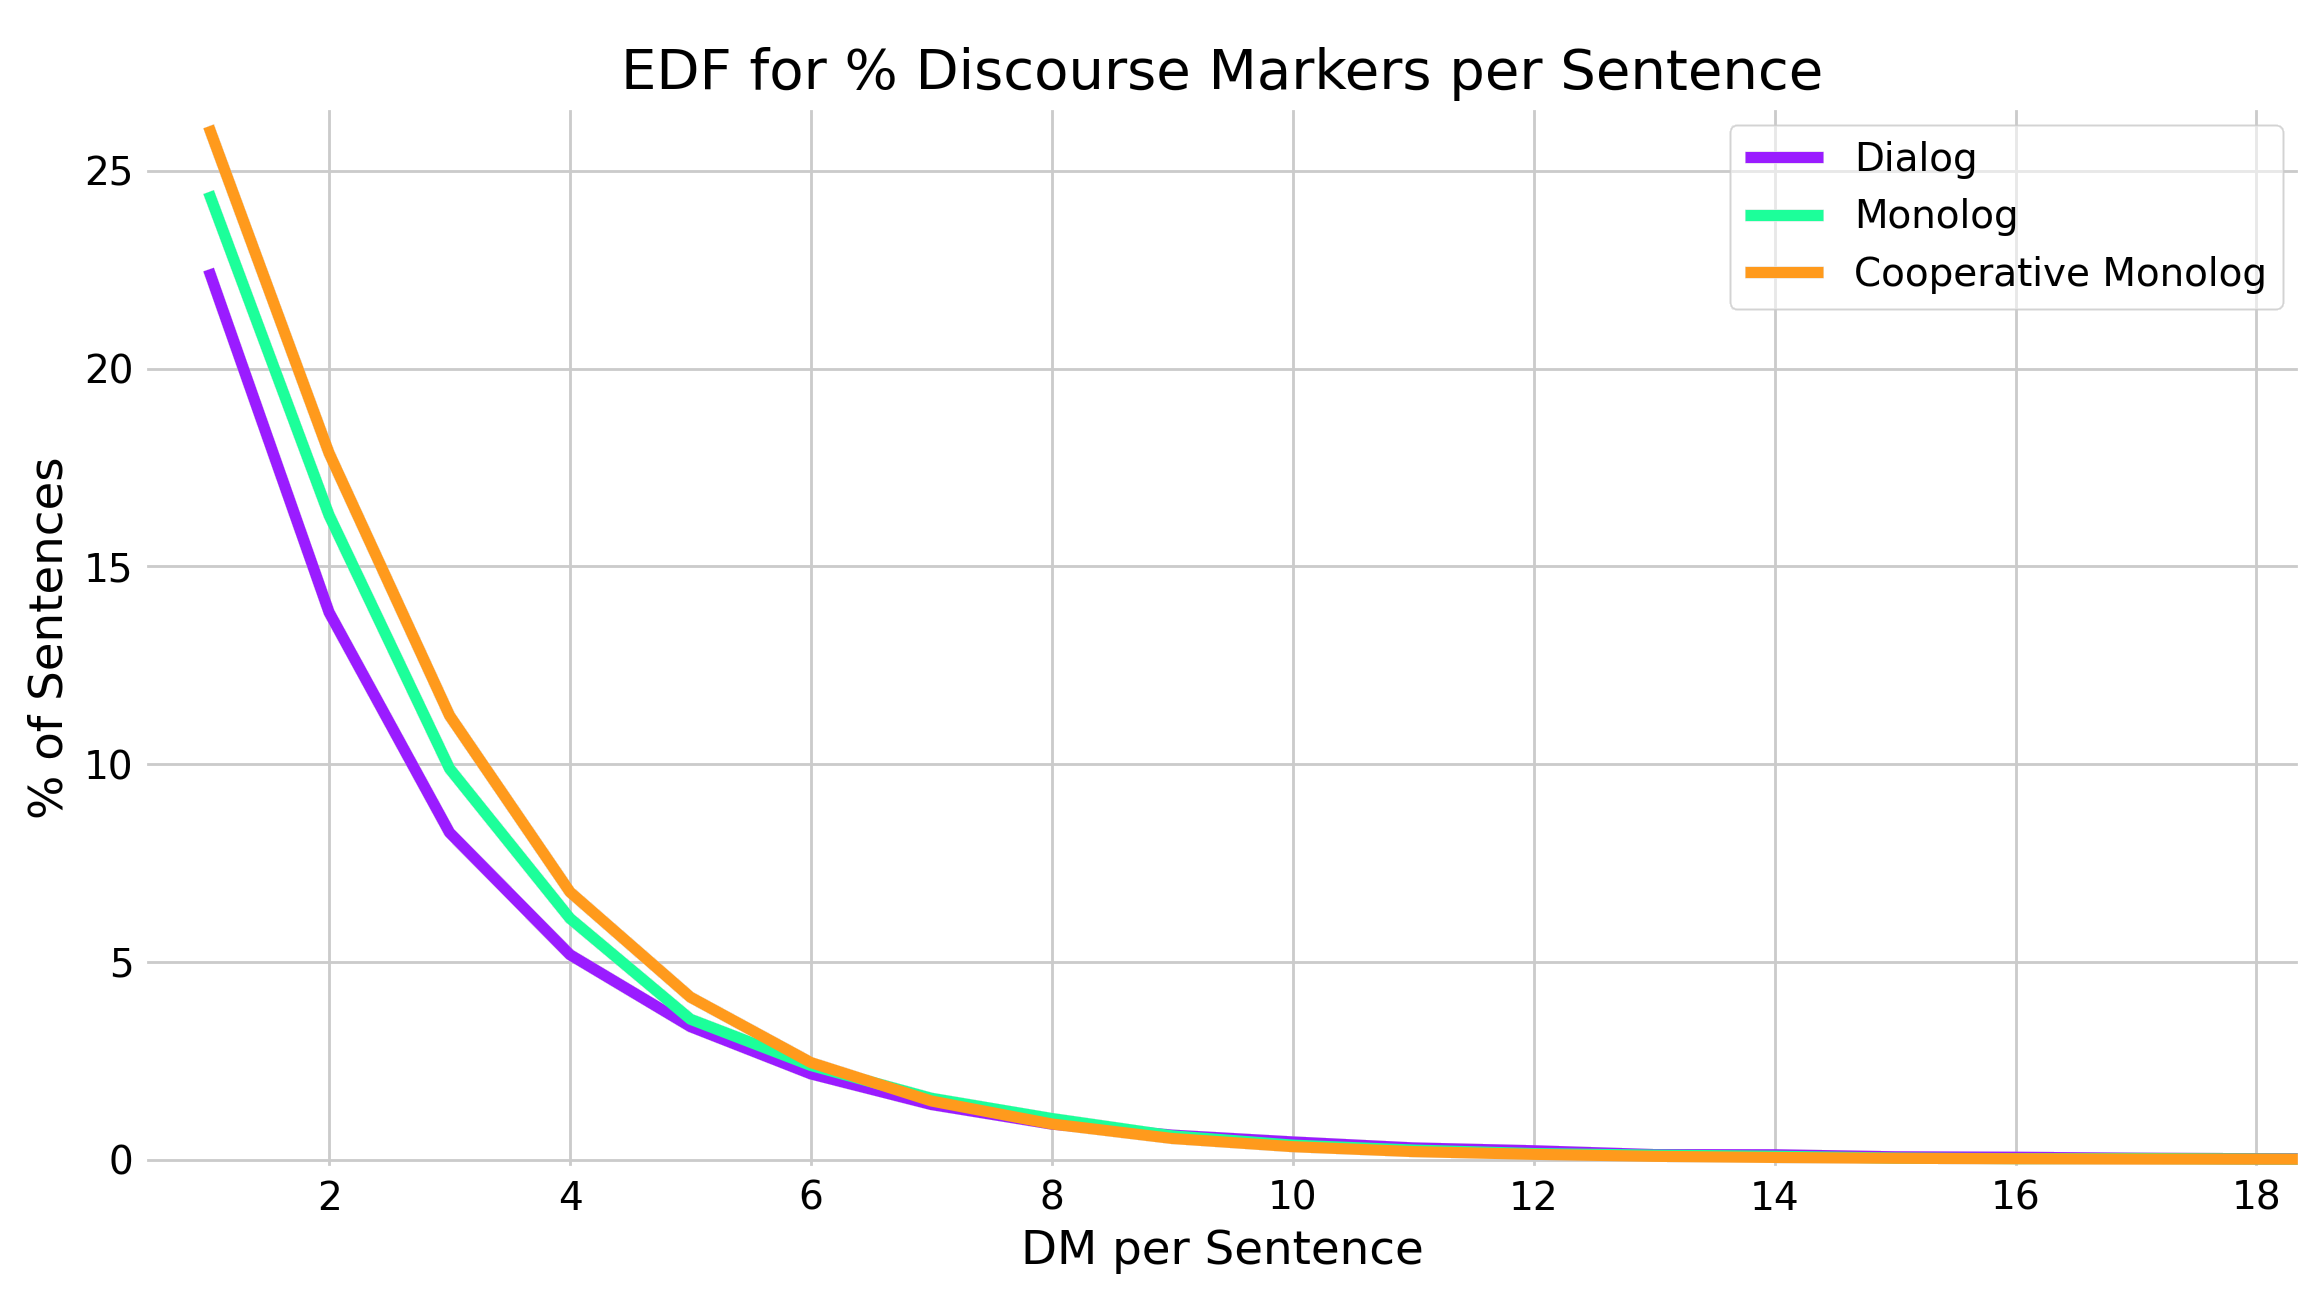 EDF for % Discourse Markers per Sentence
Dialog
Monolog
Cooperative Monolog
% of Sentences
25
20
15
10
5
0
2 4 6 8 10 12 14 16 18
DM per Sentence